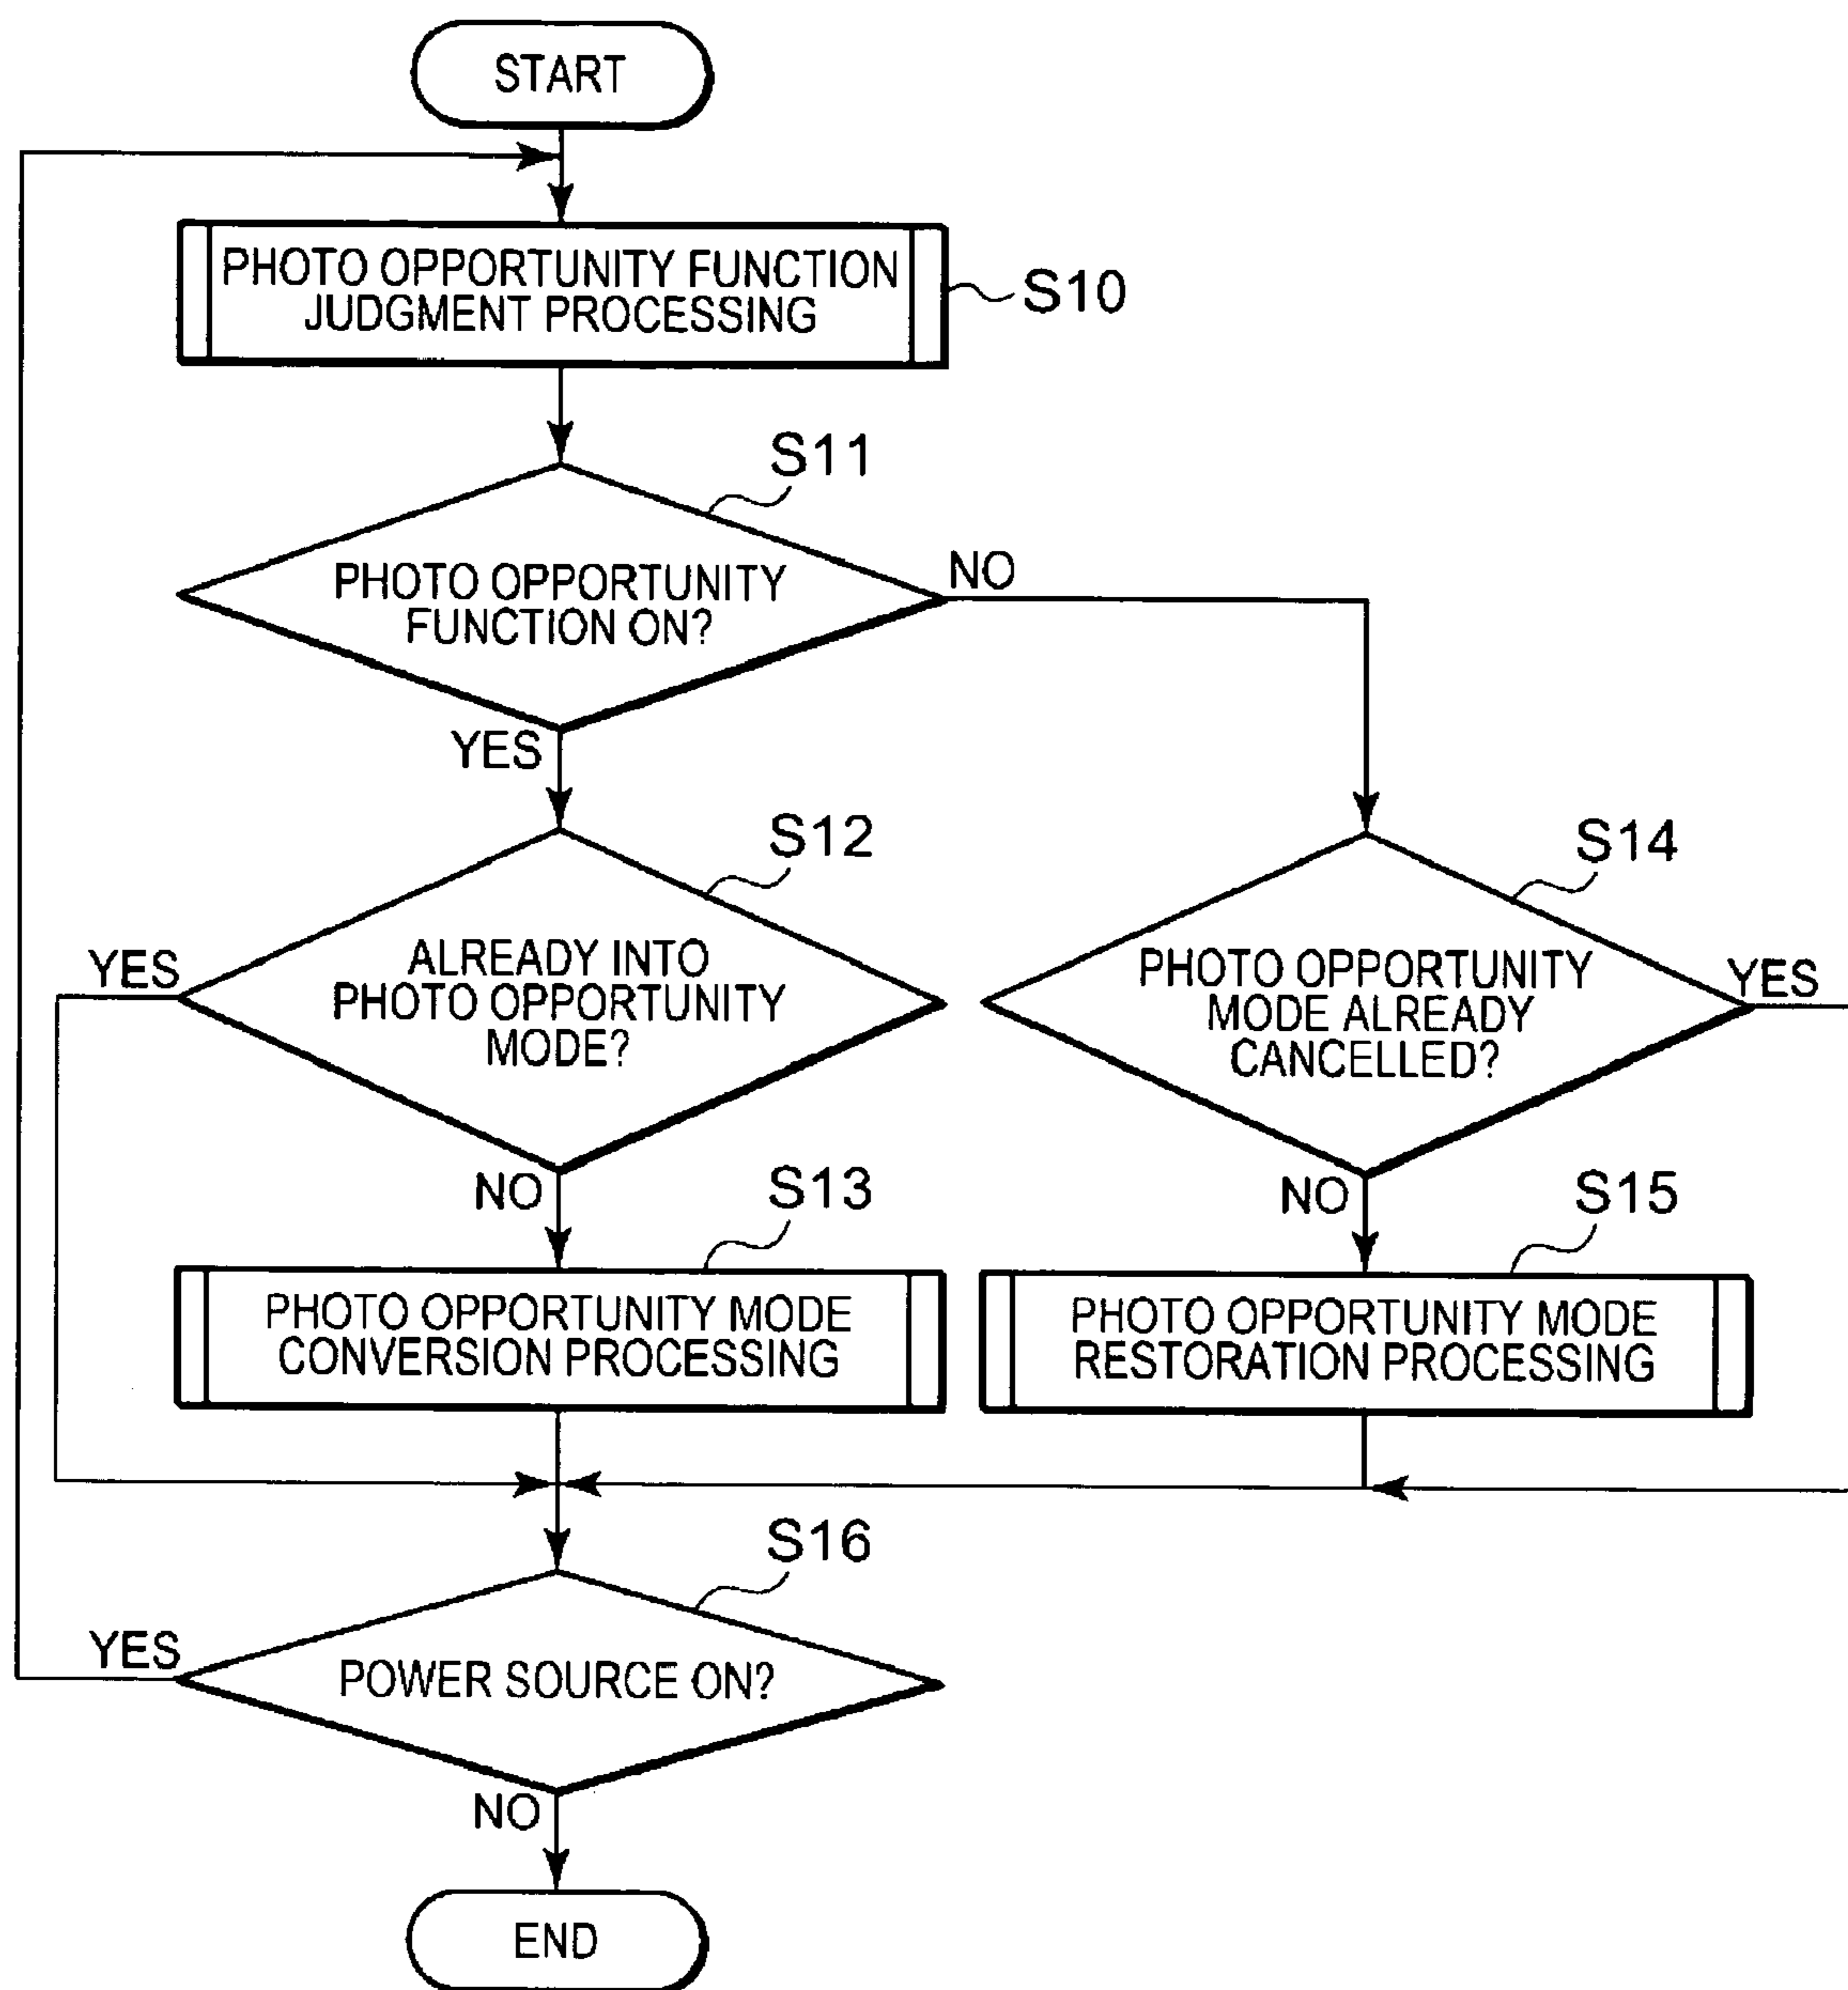 START
PHOTO OPPORTUNITY FUNCTION
JUDGMENT PROCESSING
S10
S11
PHOTO OPPORTUNITY
FUNCTION ON?
NO
YES
S12
ALREADY INTO
PHOTO OPPORTUNITY
MODE?
YES
NO
S14
PHOTO OPPORTUNITY
MODE ALREADY
CANCELLED?
YES
NO
S13
PHOTO OPPORTUNITY MODE
CONVERSION PROCESSING
S15
PHOTO OPPORTUNITY MODE
RESTORATION PROCESSING
S16
POWER SOURCE ON?
YES
NO
END